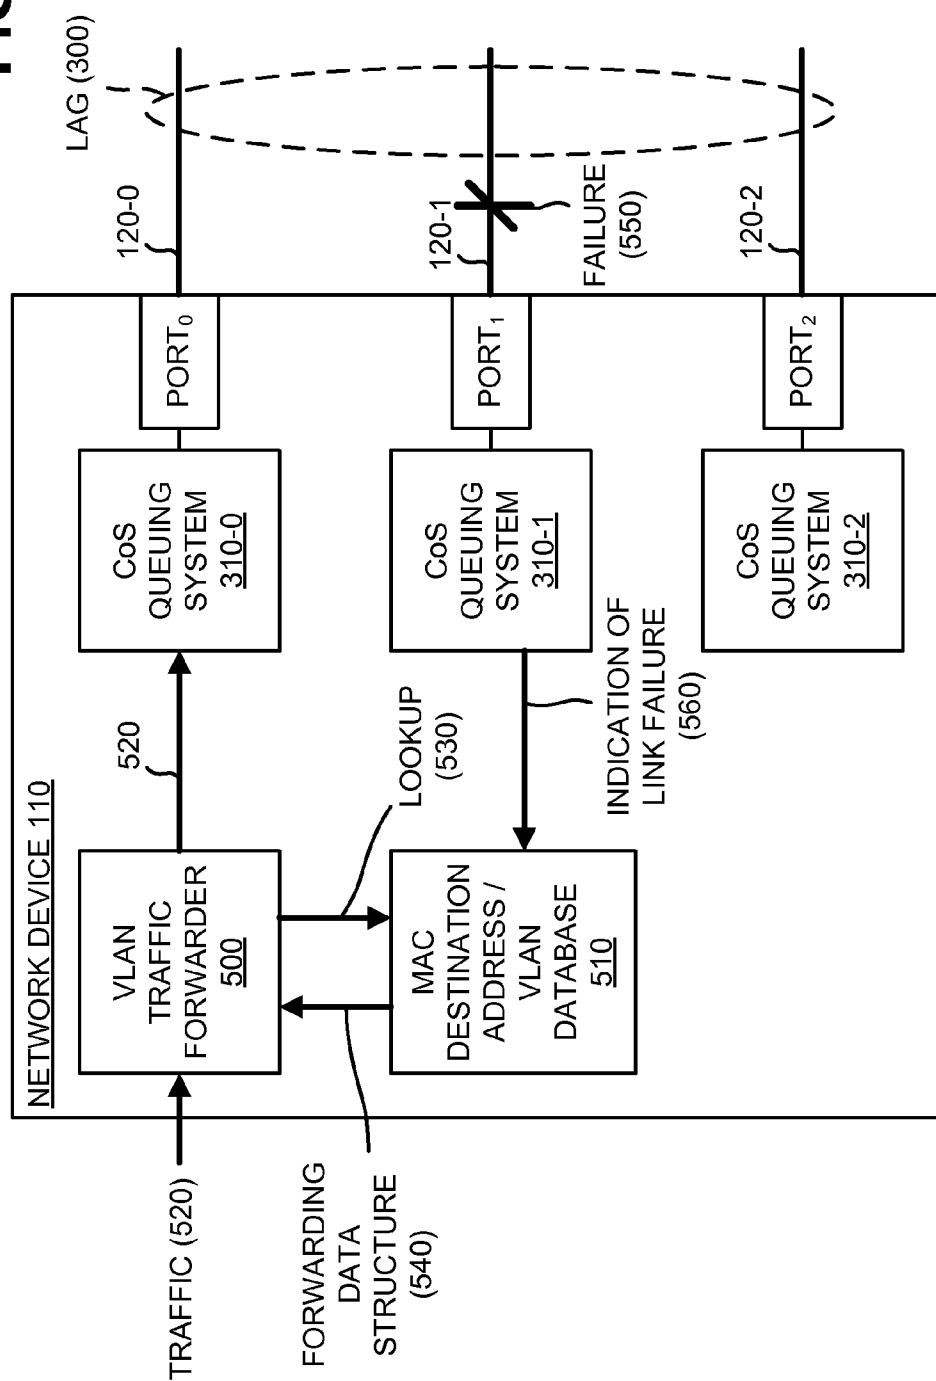 NETWORK DEVICE 110
TRAFFIC (520)
VLAN
TRAFFIC
FORWARDER
500
520
CoS
QUEUING
SYSTEM
310-0
PORT0
120-0
LAG (300)
FORWARDING
DATA
STRUCTURE
(540)
LOOKUP
(530)
MAC
DESTINATION
ADDRESS /
VLAN
DATABASE
510
CoS
QUEUING
SYSTEM
310-1
PORT1
120-1
FAILURE
(550)
INDICATION OF
LINK FAILURE
(560)
CoS
QUEUING
SYSTEM
310-2
PORT2
120-2